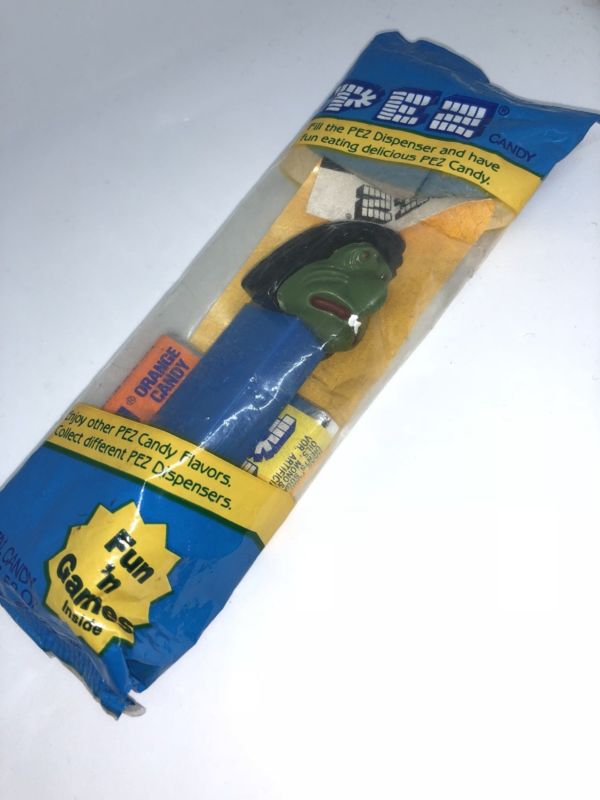 PEZ®
CANDY
Fill the PEZ Dispenser and have
fun eating delicious PEZ Candy.
® ORANGE
CANDY
Enjoy other PEZ Candy Flavors.
Collect different PEZ Dispensers.
Fun
'n
Games
Inside
CANDY